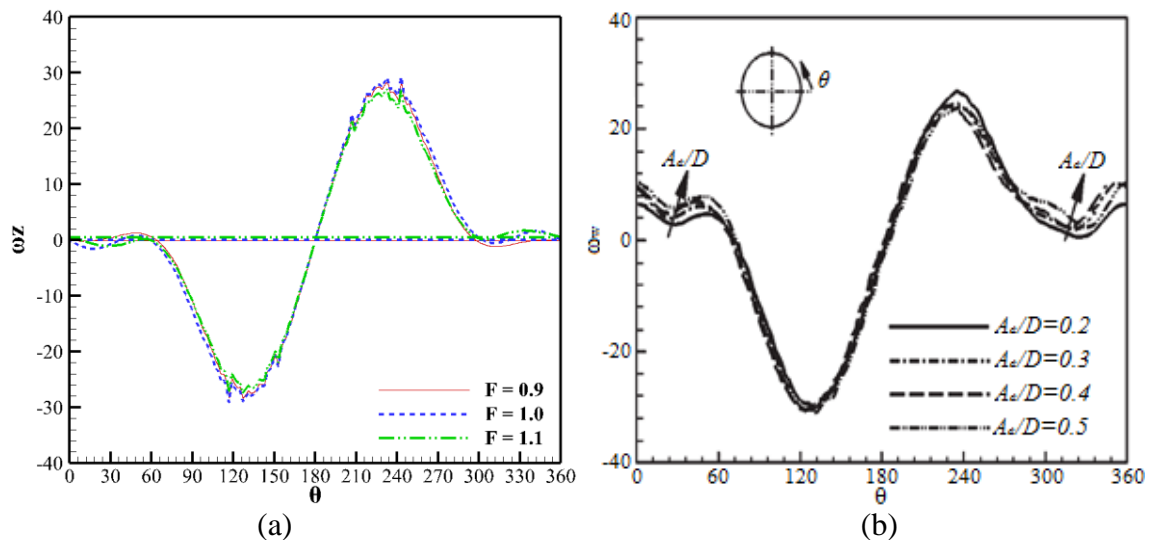 40
30
20
10
0
-10
-20
-30
-40
ωz
0 30 60 90 120 150 180 210 240 270 300 330 360
θ
F = 0.9
F = 1.0
F = 1.1
(a)
40
20
0
-20
-40
ωw
0 60 120 180 240 300 360
θ
θ
Ae/D
Ae/D
Ae/D=0.2
Ae/D=0.3
Ae/D=0.4
Ae/D=0.5
(b)